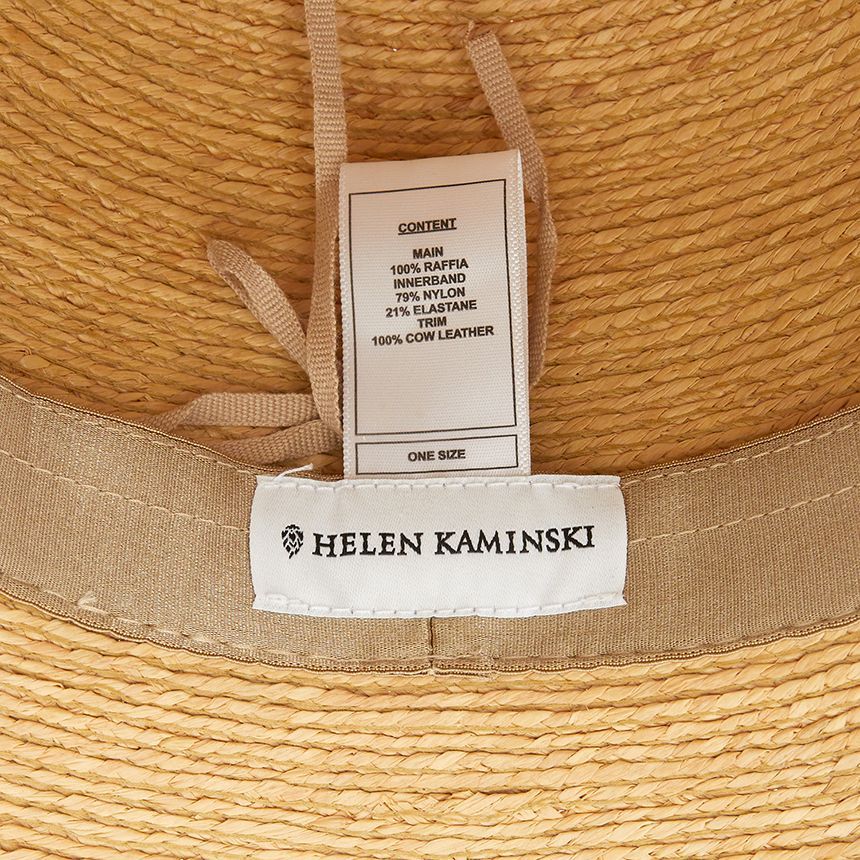 CONTENT
MAIN
100% RAFFIA
INNERBAND
79% NYLON
21% ELASTANE
TRIM
100% COW LEATHER
ONE SIZE
HELEN KAMINSKI